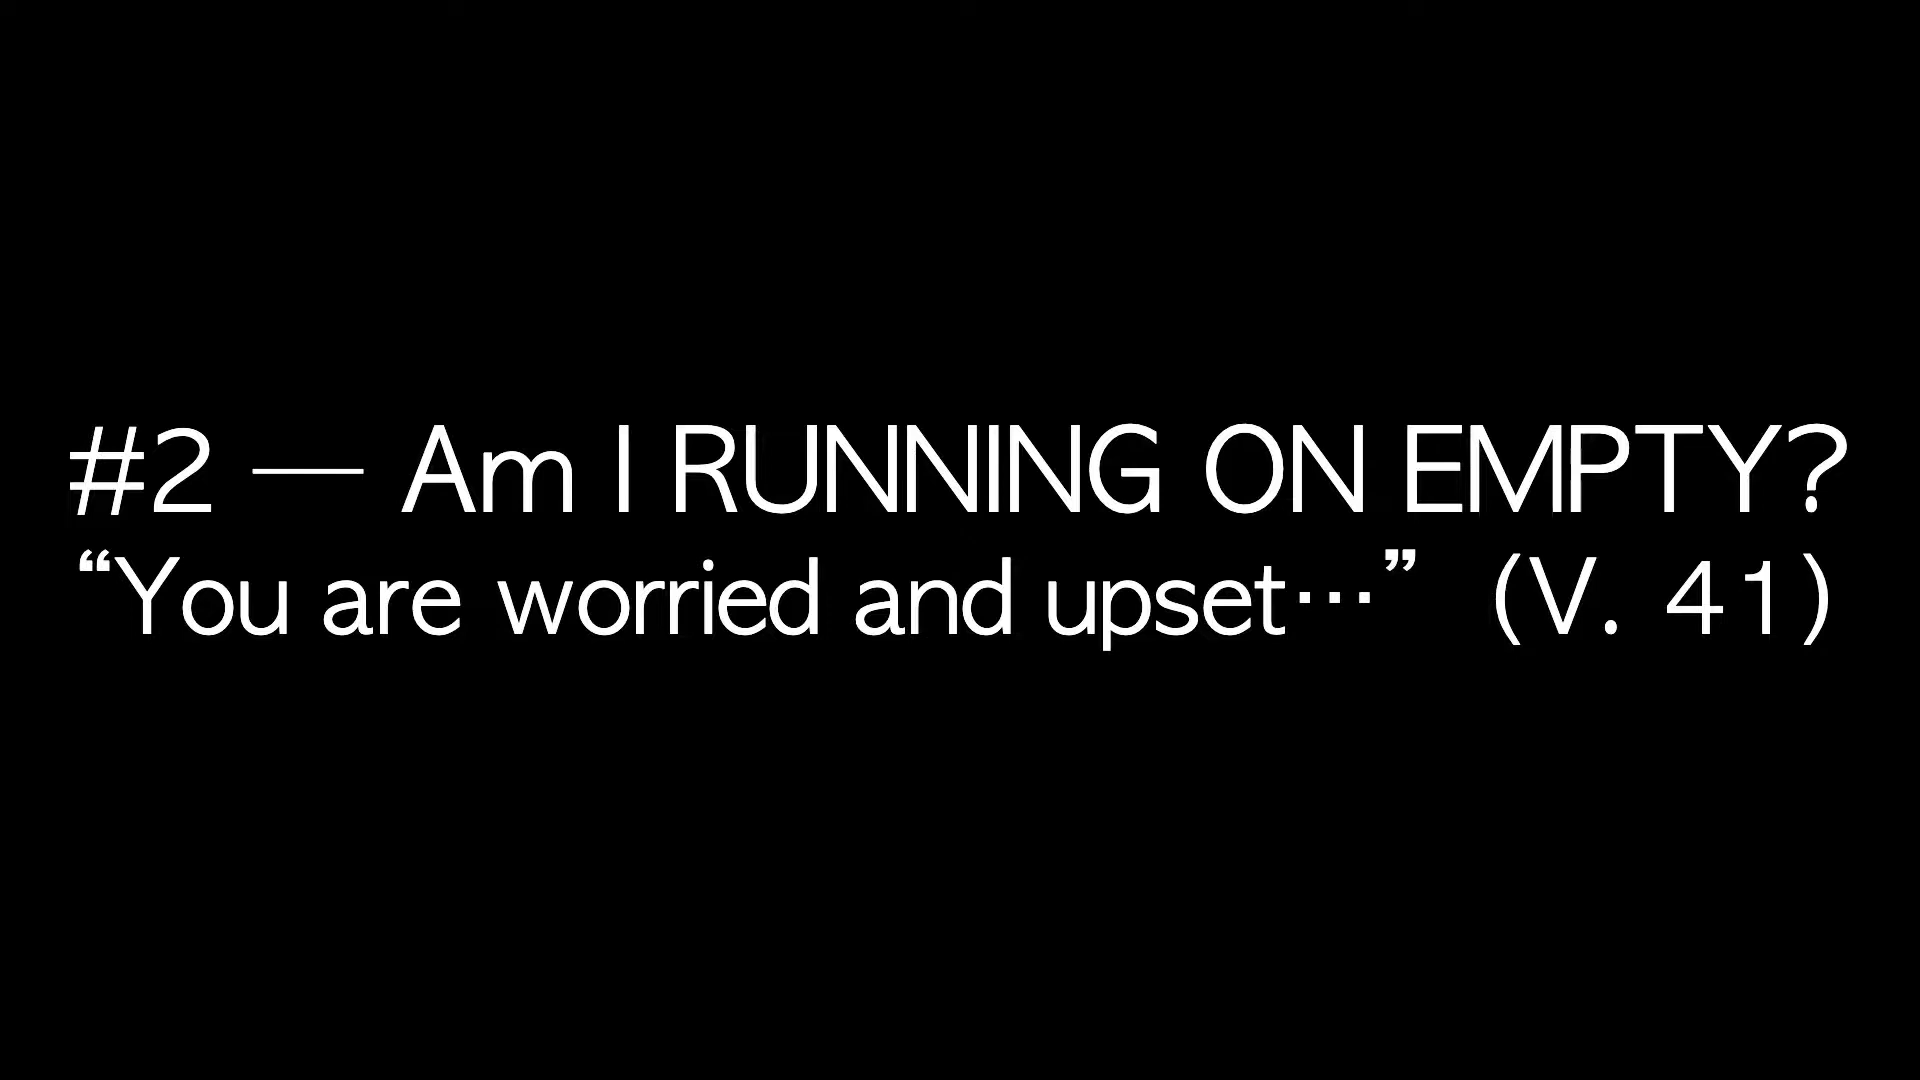 #2 — Am I RUNNING ON EMPTY?
“You are worried and upset…” (V. 41)